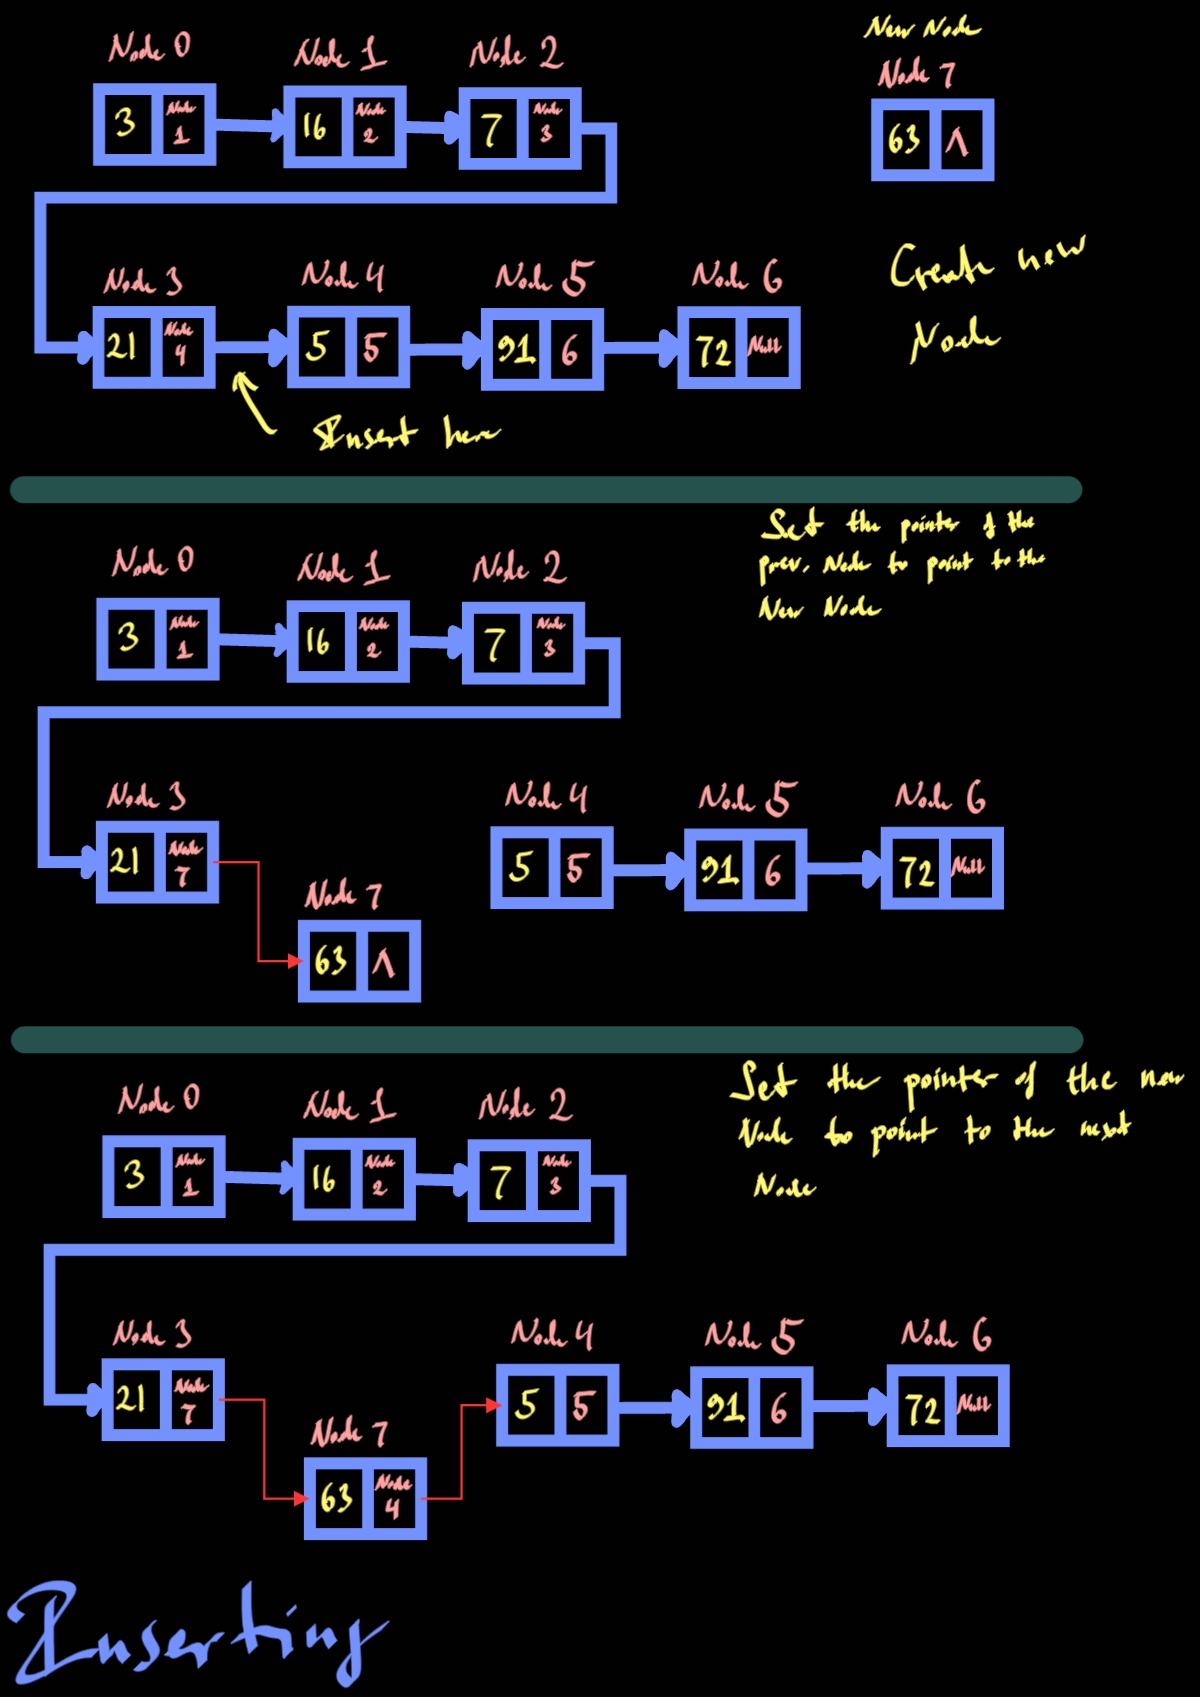 Node 0 Node 1 Node 2
3 Node 1 16 Node 2 7 Node 3
New Node
Node 7
63 Λ
Create new
Node
Node 3 Node 4 Node 5 Node 6
21 Node 4 5 5 91 6 72 Null
Insert here
Set the pointer of the
prev. Node to point to the
New Node
Node 0 Node 1 Node 2
3 Node 1 16 Node 2 7 Node 3
Node 3 Node 4 Node 5 Node 6
21 Node 7 5 5 91 6 72 Null
Node 7
63 Λ
Set the pointer of the new
Node to point to the next
Node
Node 0 Node 1 Node 2
3 Node 1 16 Node 2 7 Node 3
Node 3 Node 4 Node 5 Node 6
21 Node 7 5 5 91 6 72 Null
Node 7
63 Node 4
Inserting